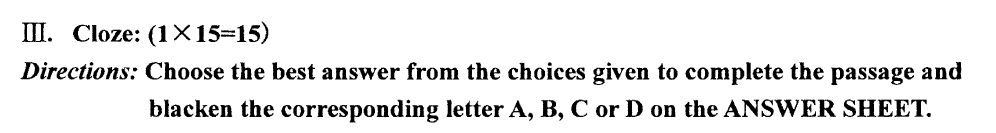 Ⅲ. Cloze: (1×15=15)
Directions: Choose the best answer from the choices given to complete the passage and
blacken the corresponding letter A, B, C or D on the ANSWER SHEET.